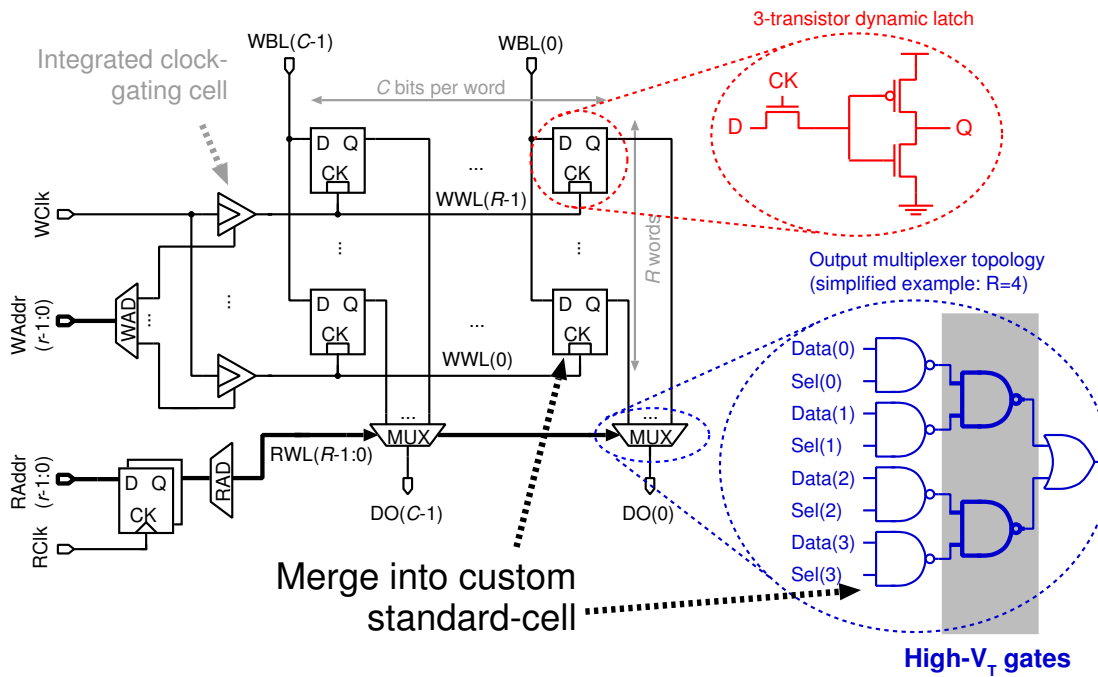 WBL(C-1)
WBL(0)
3-transistor dynamic latch
Integrated clock-
gating cell
C bits per word
CK
D
Q
D Q
CK
...
D Q
CK
WClk
WWL(R-1)
...
...
R words
Output multiplexer topology
(simplified example: R=4)
WAddr
(r-1:0)
WAD
...
...
D Q
CK
...
D Q
CK
WWL(0)
Data(0)
Sel(0)
Data(1)
Sel(1)
Data(2)
Sel(2)
Data(3)
Sel(3)
...
MUX
...
MUX
RAddr
(r-1:0)
D Q
CK
RAD
RWL(R-1:0)
RClk
DO(C-1)
DO(0)
Merge into custom
standard-cell
High-VT gates